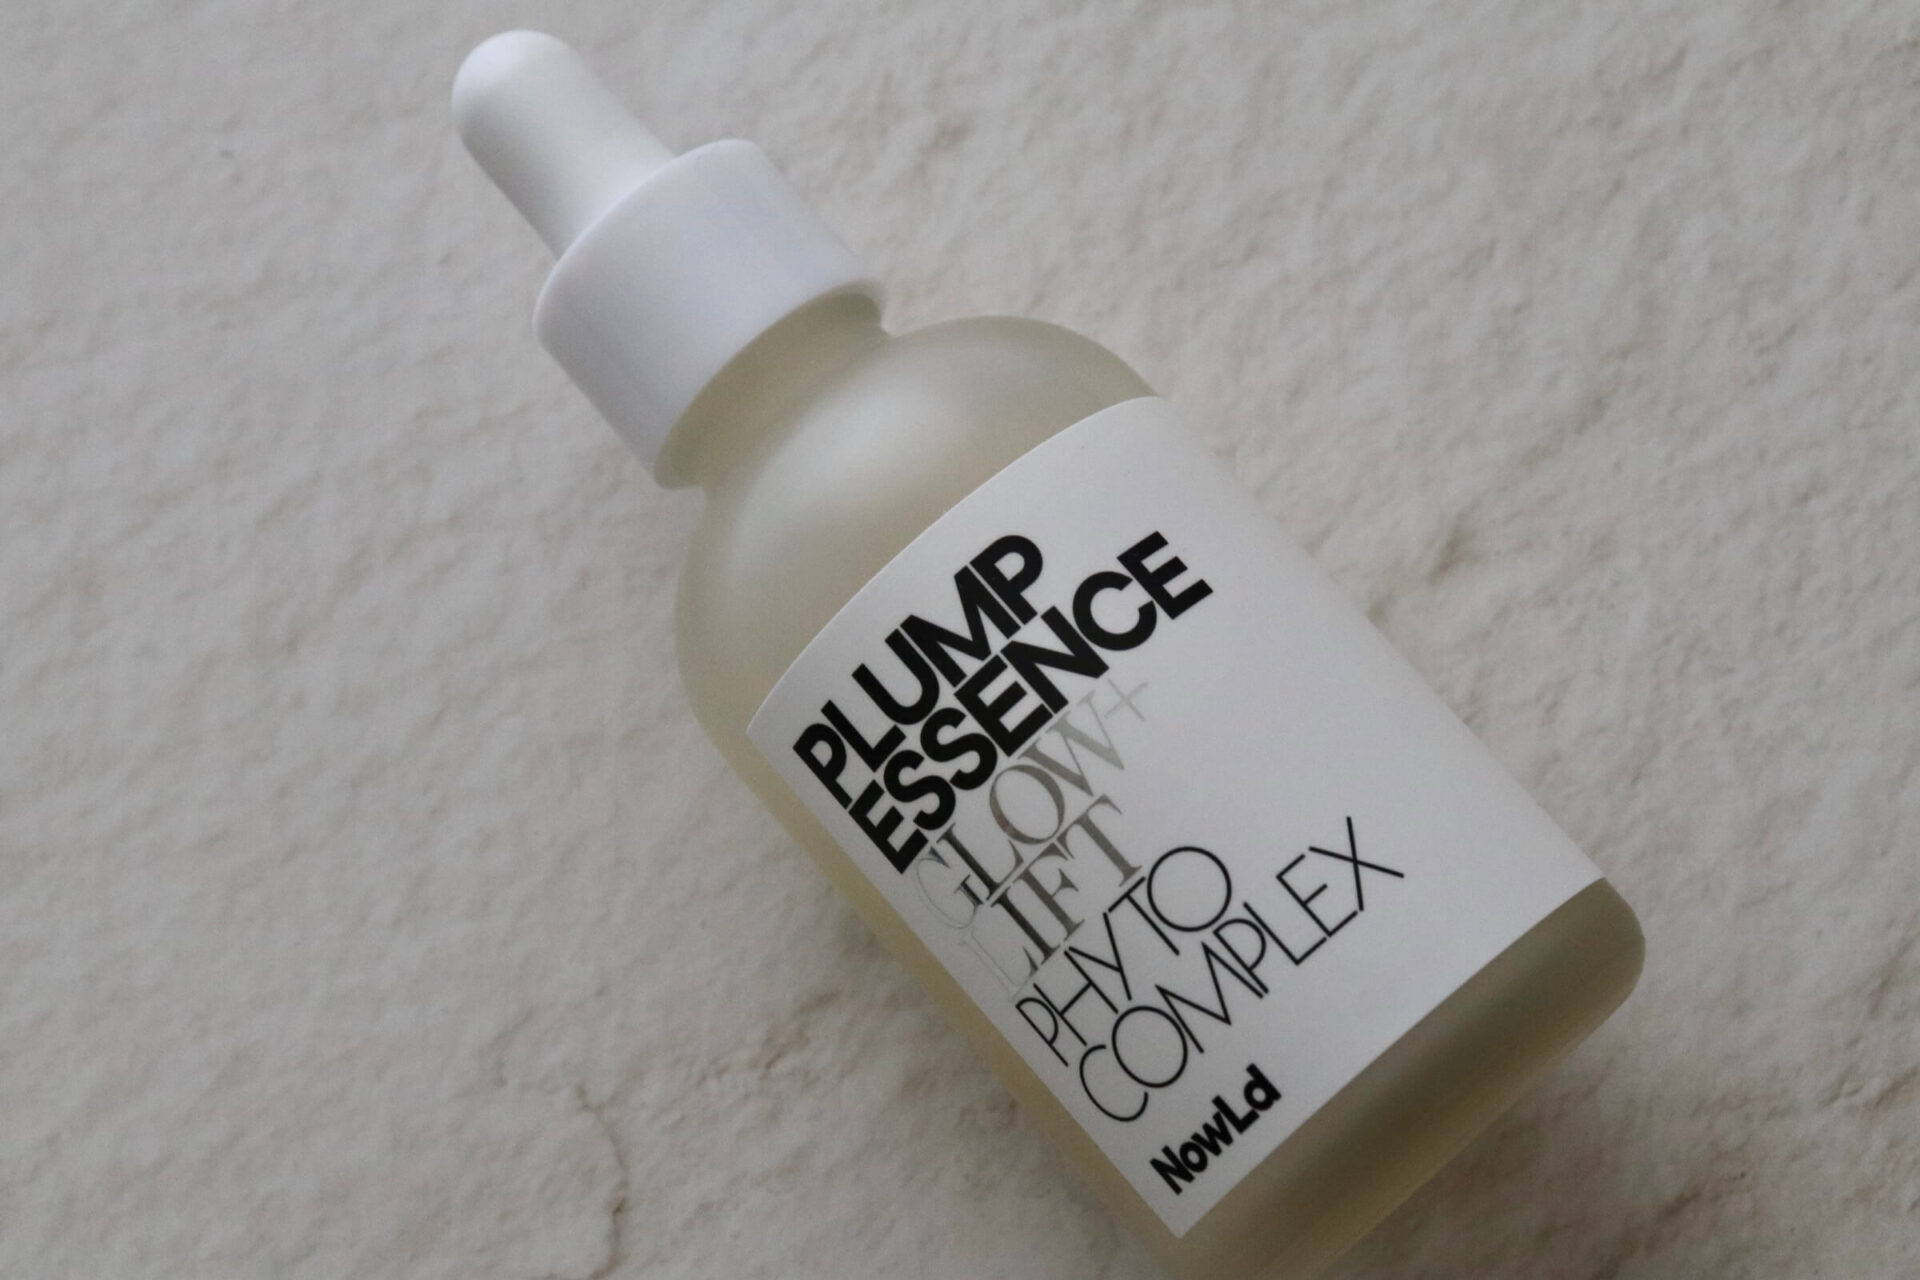 PLUMP
ESSENCE
GLOW+
LIFT
PHYTO
COMPLEX
NowLd